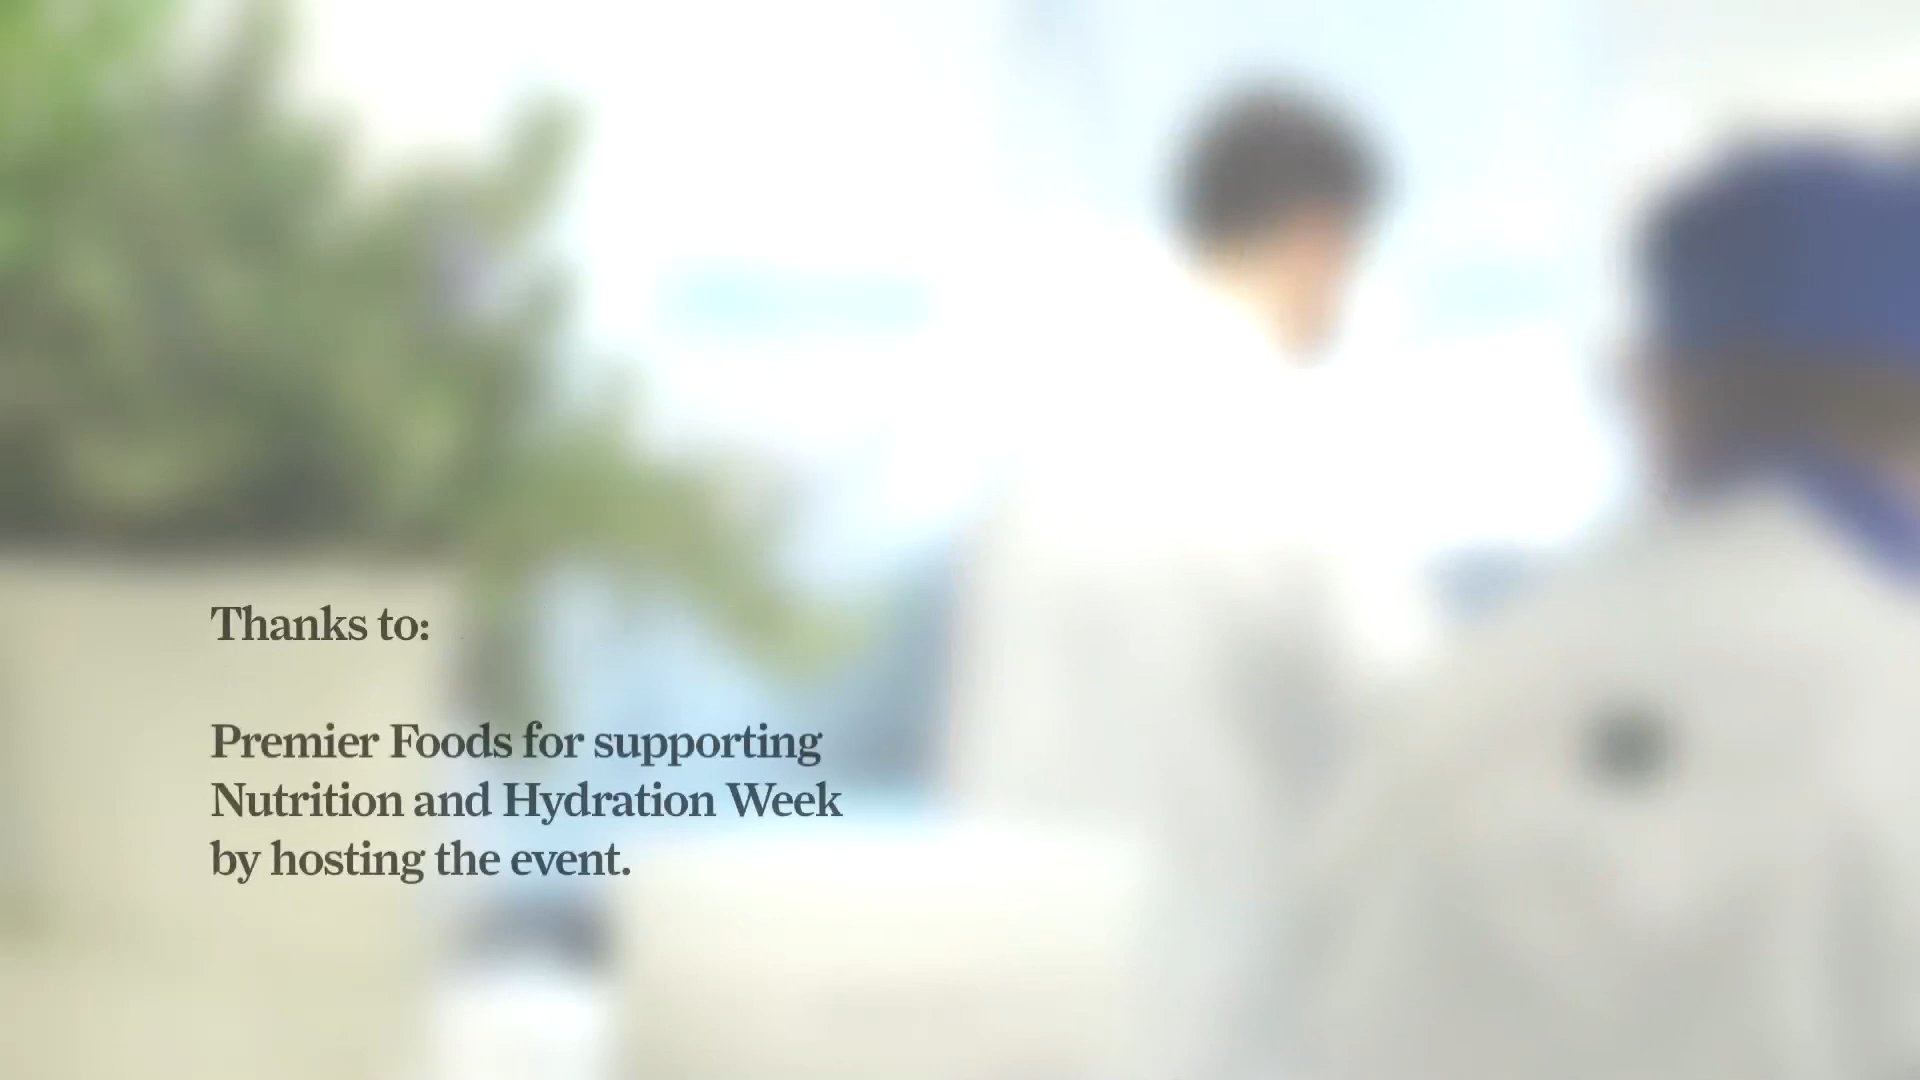 Thanks to:
Premier Foods for supporting
Nutrition and Hydration Week
by hosting the event.